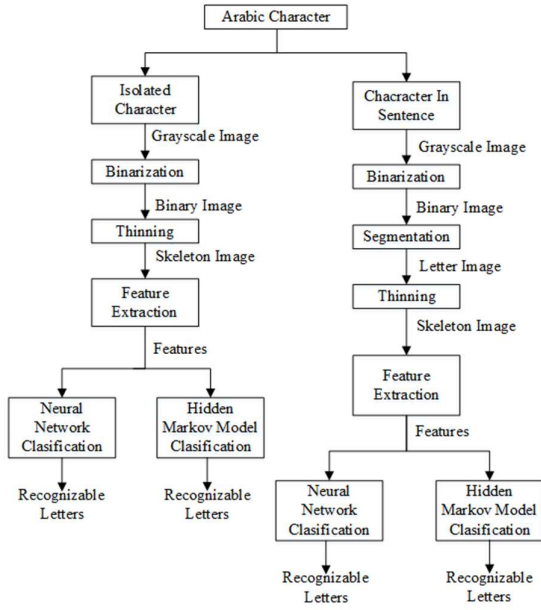 Arabic Character
Isolated
Character
Grayscale Image
Binarization
Binary Image
Thinning
Skeleton Image
Feature
Extraction
Features
Neural
Network
Clasification
Hidden
Markov Model
Clasification
Recognizable
Letters
Recognizable
Letters
Chacracter In
Sentence
Grayscale Image
Binarization
Binary Image
Segmentation
Letter Image
Thinning
Skeleton Image
Feature
Extraction
Features
Neural
Network
Clasification
Hidden
Markov Model
Clasification
Recognizable
Letters
Recognizable
Letters